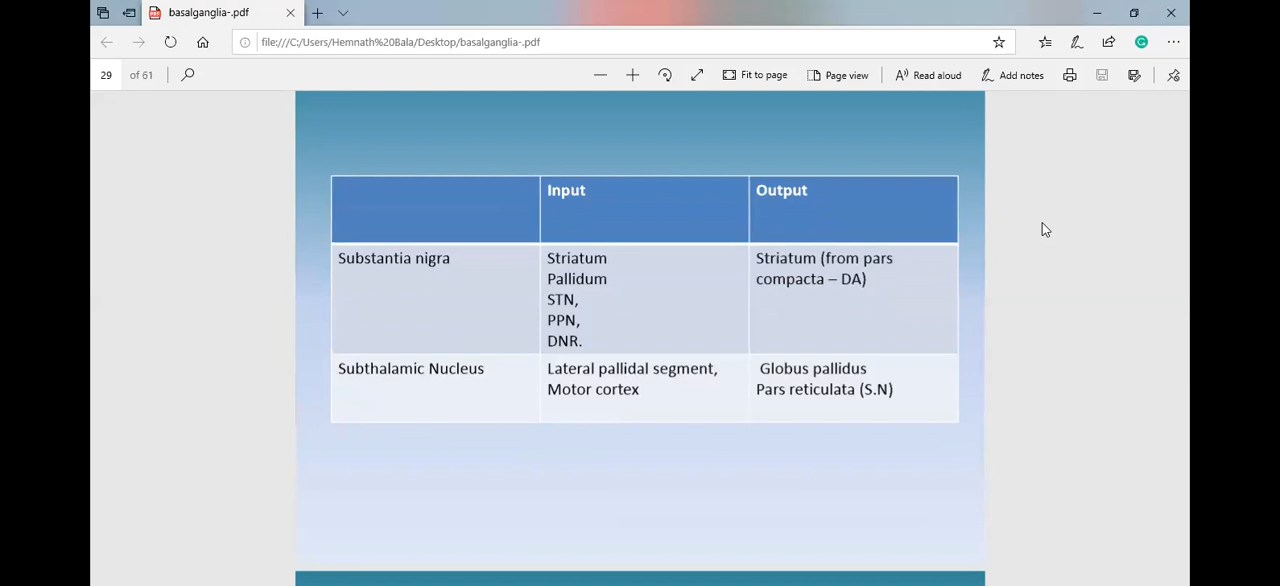 basalganglia-.pdf
file:///C:/Users/Hemnath%20Bala/Desktop/basalganglia-.pdf
29 of 61
Fit to page
Page view
Read aloud
Add notes
Input Output
Substantia nigra Striatum Striatum (from pars
Pallidum compacta – DA)
STN,
PPN,
DNR.
Subthalamic Nucleus Lateral pallidal segment, Globus pallidus
Motor cortex Pars reticulata (S.N)